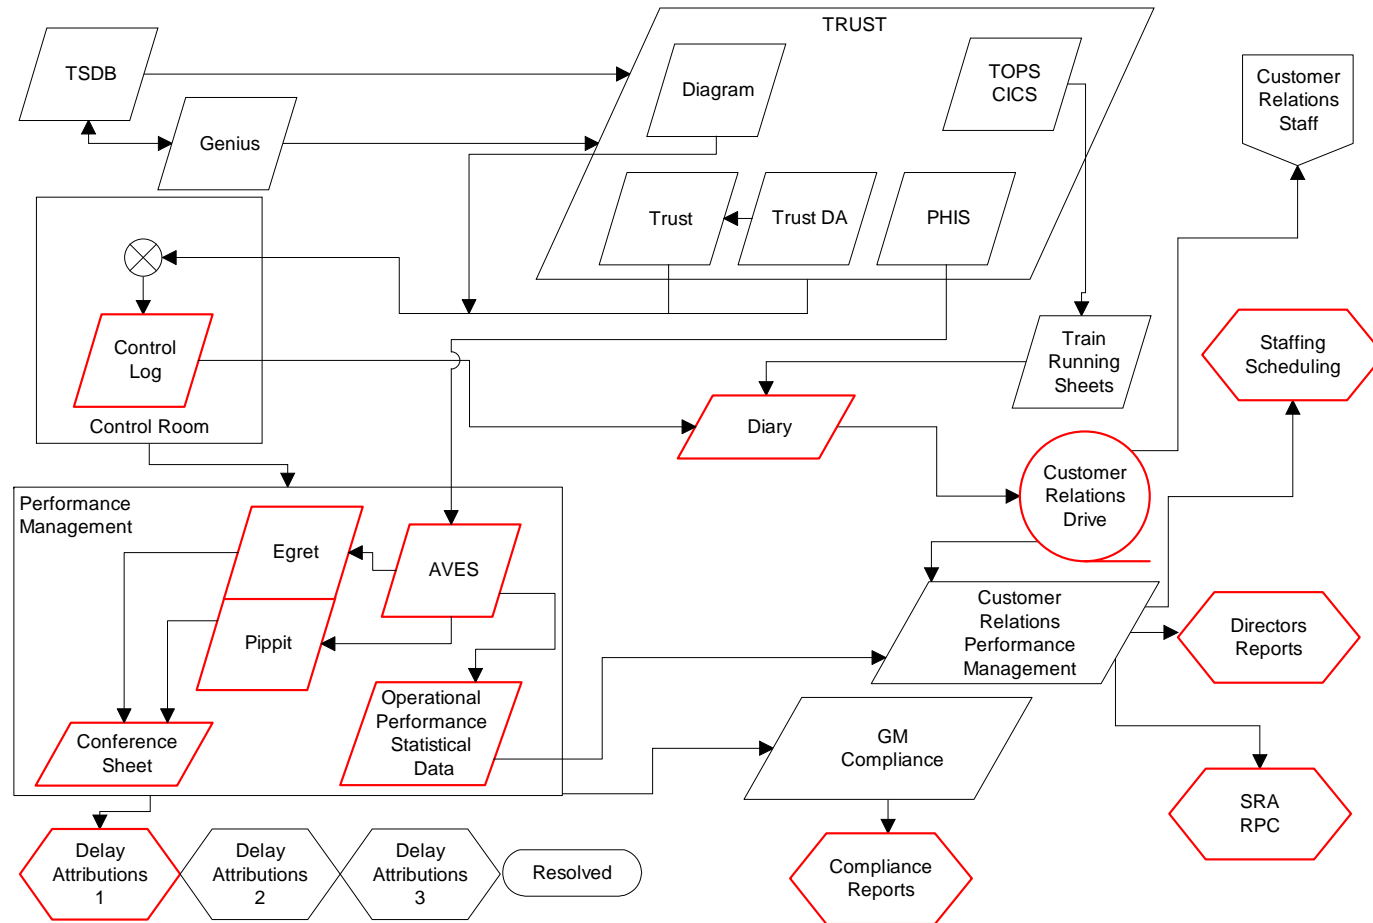 TRUST
TSDB
Diagram
TOPS
CICS
Customer
Relations
Staff
Genius
Trust
Trust DA
PHIS
Control
Log
Control Room
Train
Running
Sheets
Staffing
Scheduling
Diary
Customer
Relations
Drive
Performance
Management
Egret
AVES
Pippit
Customer
Relations
Performance
Management
Directors
Reports
Operational
Performance
Statistical
Data
Conference
Sheet
GM
Compliance
SRA
RPC
Delay
Attributions
1
Delay
Attributions
2
Delay
Attributions
3
Resolved
Compliance
Reports